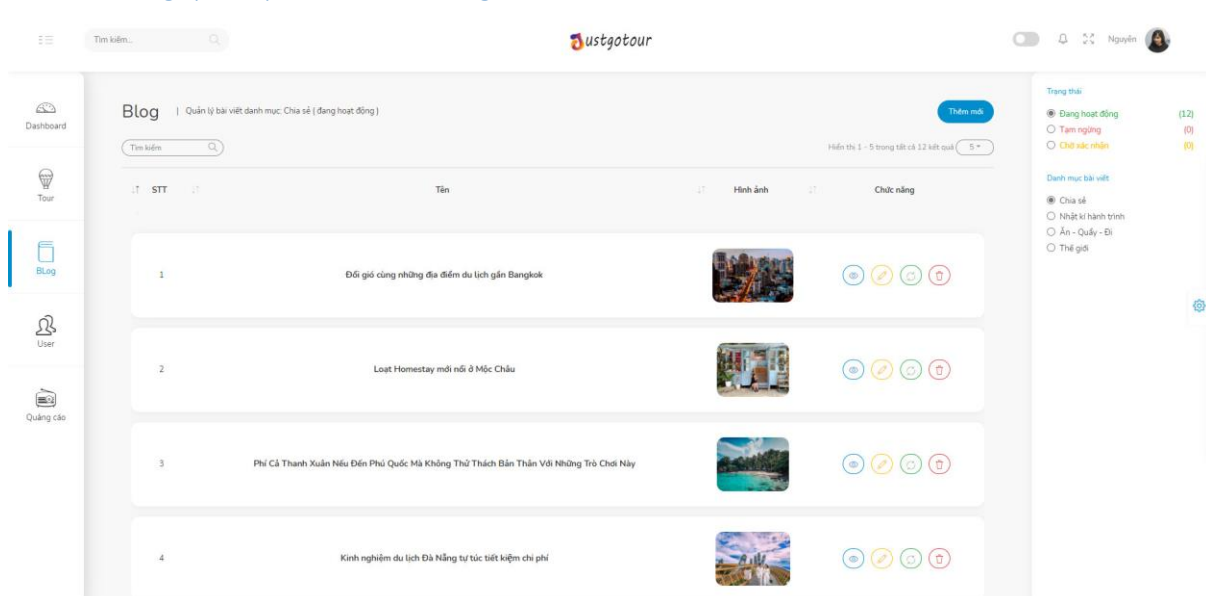 Tìm kiếm...
Justgotour
Nguyên
Dashboard
Tour
BLog
User
Quảng cáo
Blog | Quản lý bài viết danh mục: Chia sẻ ( đang hoạt động )
Thêm mới
Tìm kiếm
Hiển thị 1 - 5 trong tất cả 12 kết quả 5
STT Tên Hình ảnh Chức năng
1 Đổi gió cùng những địa điểm du lịch gần Bangkok
2 Loạt Homestay mới nổi ở Mộc Châu
3 Phí Cả Thanh Xuân Nếu Đến Phú Quốc Mà Không Thử Thách Bản Thân Với Những Trò Chơi Này
4 Kinh nghiệm du lịch Đà Nẵng tự túc tiết kiệm chi phí
Trạng thái
Đang hoạt động (12)
Tạm ngừng (0)
Chờ xác nhận (0)
Danh mục bài viết
Chia sẻ
Nhật kí hành trình
Ăn - Quẩy - Đi
Thế giới